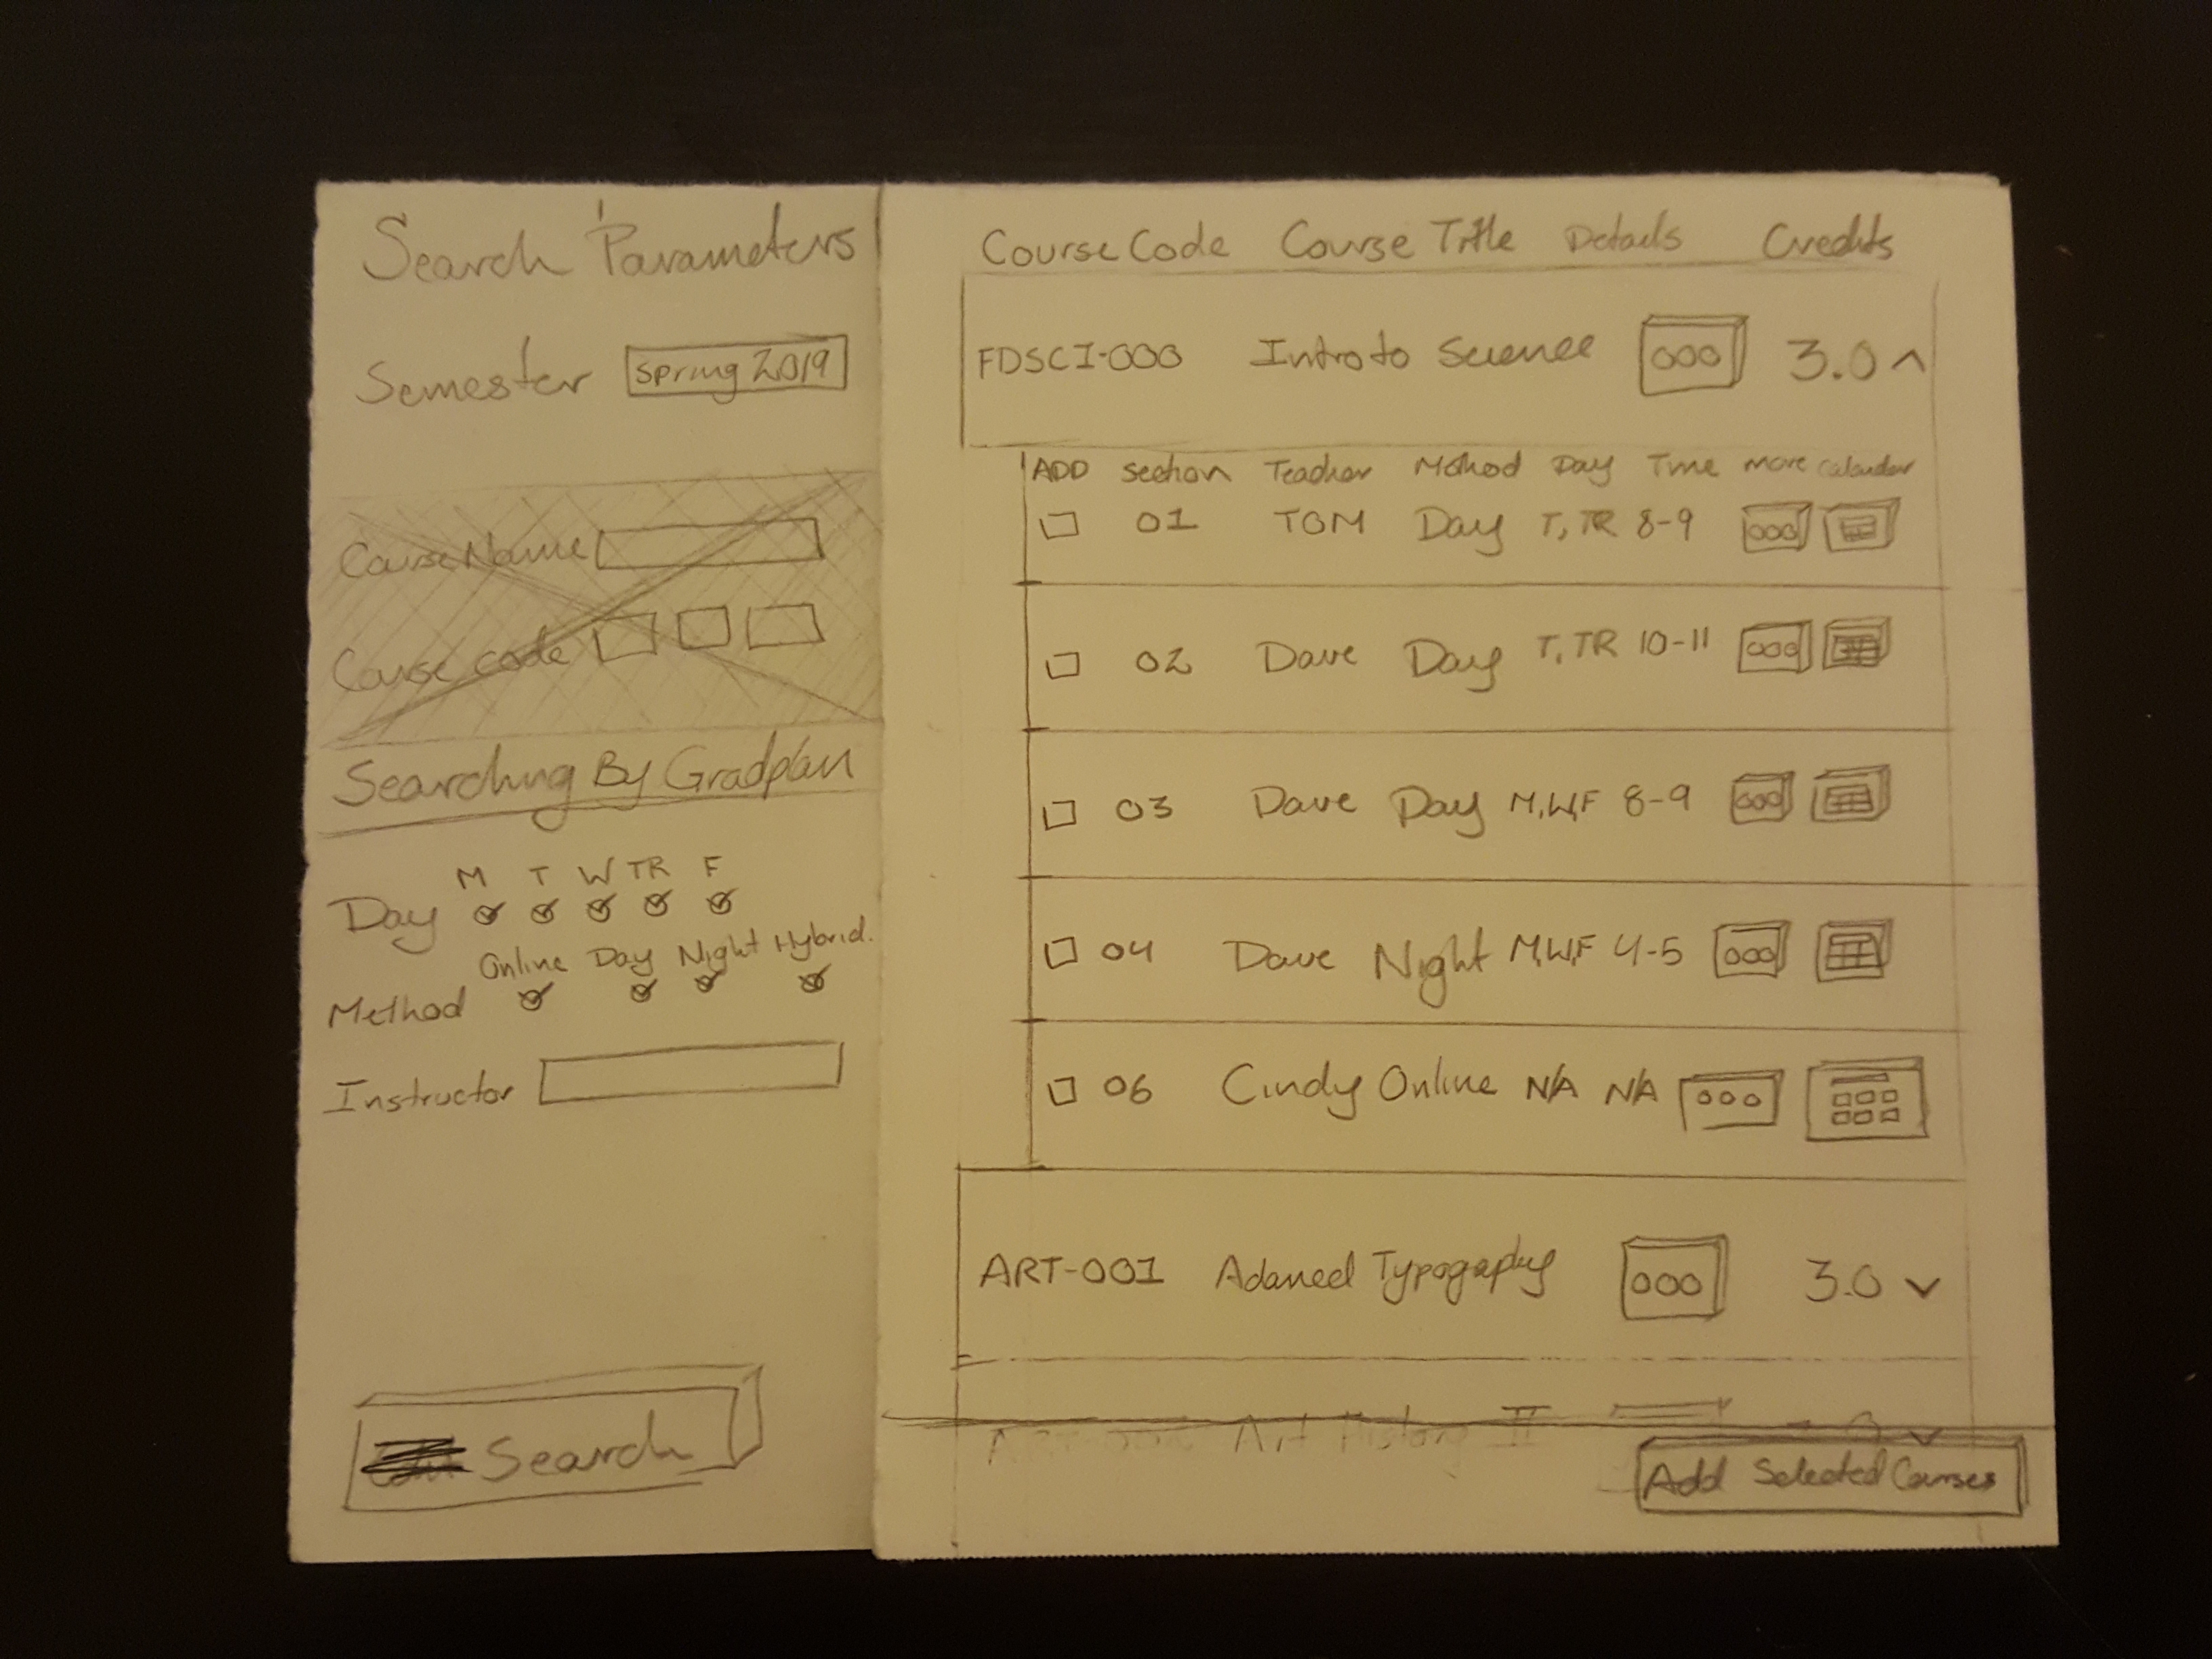 Search Parameters
Semester Spring 2019
Course Name
Course code
Searching By Gradplan
M T W TR F
Day
Online Day Night Hybrid.
Method
Instructor
Search
Course Code Course Title Details Credits
FDSCI-000 Intro to Science 000 3.0
ADD section Teacher Method Day Time more calander
01 TOM Day T, TR 8-9 000
02 Dave Day T, TR 10-11 000
03 Dave Day M,W,F 8-9 000
04 Dave Night M,W,F 4-5 000
06 Cindy Online N/A N/A 000
ART-001 Adanced Typogaphy 000 3.0
Art History II
Add Selected Courses